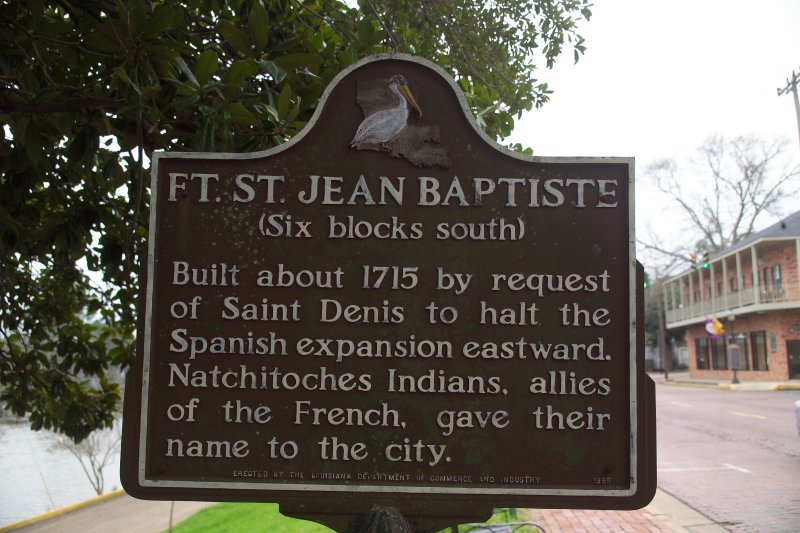 FT. ST. JEAN BAPTISTE
(Six blocks south)
Built about 1715 by request
of Saint Denis to halt the
Spanish expansion eastward.
Natchitoches Indians, allies
of the French, gave their
name to the city.
ERECTED BY THE LOUISIANA DEPARTMENT OF COMMERCE AND INDUSTRY